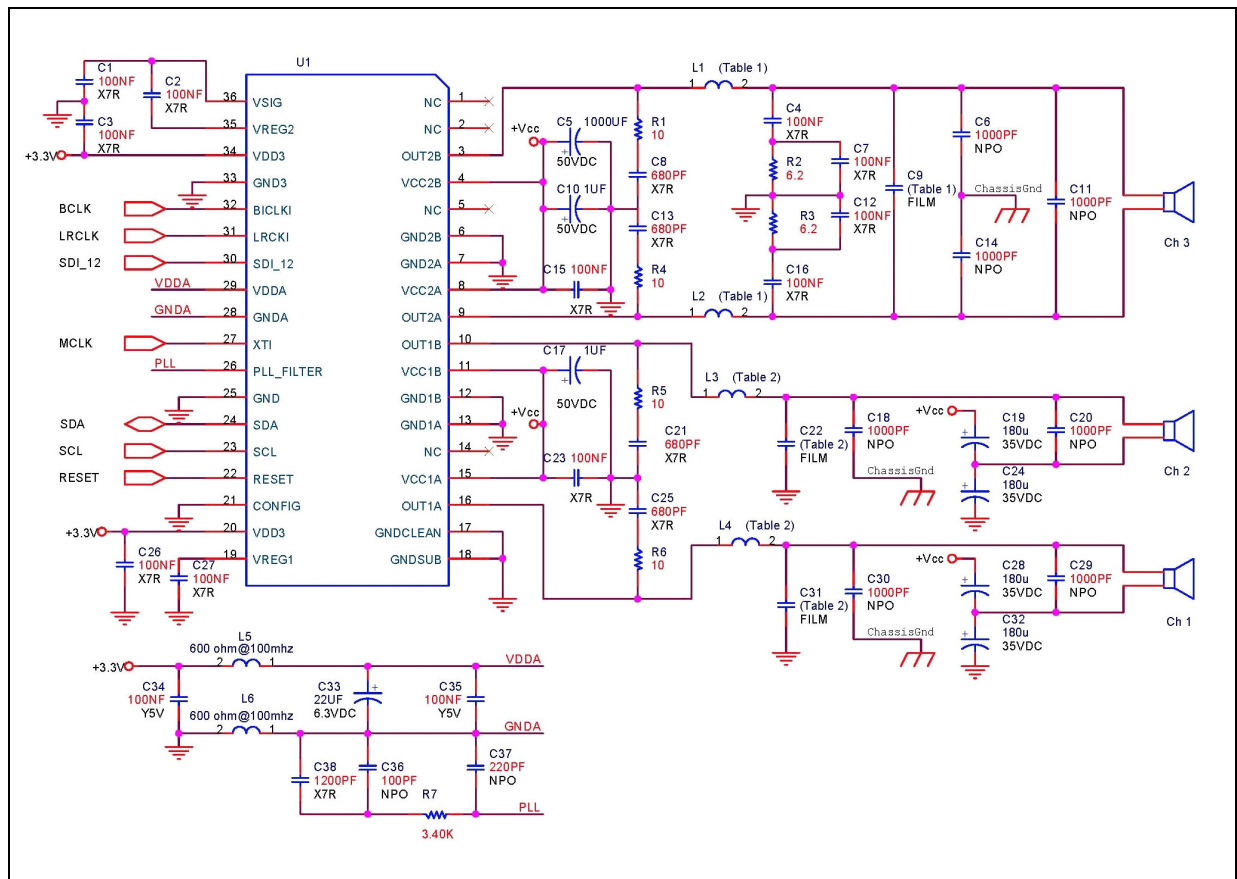 U1
C1
100NF
X7R
C2
100NF
X7R
C3
100NF
X7R
+3.3V
BCLK
LRCLK
SDI_12
VDDA
GNDA
MCLK
PLL
SDA
SCL
RESET
+3.3V
C26
100NF
X7R
C27
100NF
X7R
36 VSIG
35 VREG2
34 VDD3
33 GND3
32 BICLKI
31 LRCKI
30 SDI_12
29 VDDA
28 GNDA
27 XTI
26 PLL_FILTER
25 GND
24 SDA
23 SCL
22 RESET
21 CONFIG
20 VDD3
19 VREG1
NC 1
NC 2
OUT2B 3
VCC2B 4
NC 5
GND2B 6
GND2A 7
VCC2A 8
OUT2A 9
OUT1B 10
VCC1B 11
GND1B 12
GND1A 13
NC 14
VCC1A 15
OUT1A 16
GNDCLEAN 17
GNDSUB 18
+Vcc
C5 1000UF
+
50VDC
C10 1UF
+
50VDC
C15 100NF
X7R
R1
10
C8
680PF
X7R
C13
680PF
X7R
R4
10
L1 (Table 1)
1 2
L2 (Table 1)
1 2
C4
100NF
X7R
R2
6.2
C7
100NF
X7R
R3
6.2
C12
100NF
X7R
C16
100NF
X7R
C9
(Table 1)
FILM
C6
1000PF
NPO
ChassisGnd
C14
1000PF
NPO
C11
1000PF
NPO
Ch 3
C17 1UF
+
50VDC
+Vcc
C23 100NF
X7R
R5
10
C21
680PF
X7R
C25
680PF
X7R
R6
10
L3 (Table 2)
1 2
C22
(Table 2)
FILM
C18
1000PF
NPO
ChassisGnd
+Vcc
C19
180u
35VDC
+
C24
180u
35VDC
+
C20
1000PF
NPO
Ch 2
L4 (Table 2)
1 2
C31
(Table 2)
FILM
C30
1000PF
NPO
ChassisGnd
+Vcc
C28
180u
35VDC
+
C32
180u
35VDC
+
C29
1000PF
NPO
Ch 1
L5
600 ohm@100mhz
+3.3V
2 1
VDDA
C34
100NF
Y5V
L6
600 ohm@100mhz
2 1
C33
22UF
6.3VDC
+
C35
100NF
Y5V
GNDA
C38
1200PF
X7R
C36
100PF
NPO
C37
220PF
NPO
R7
3.40K
PLL